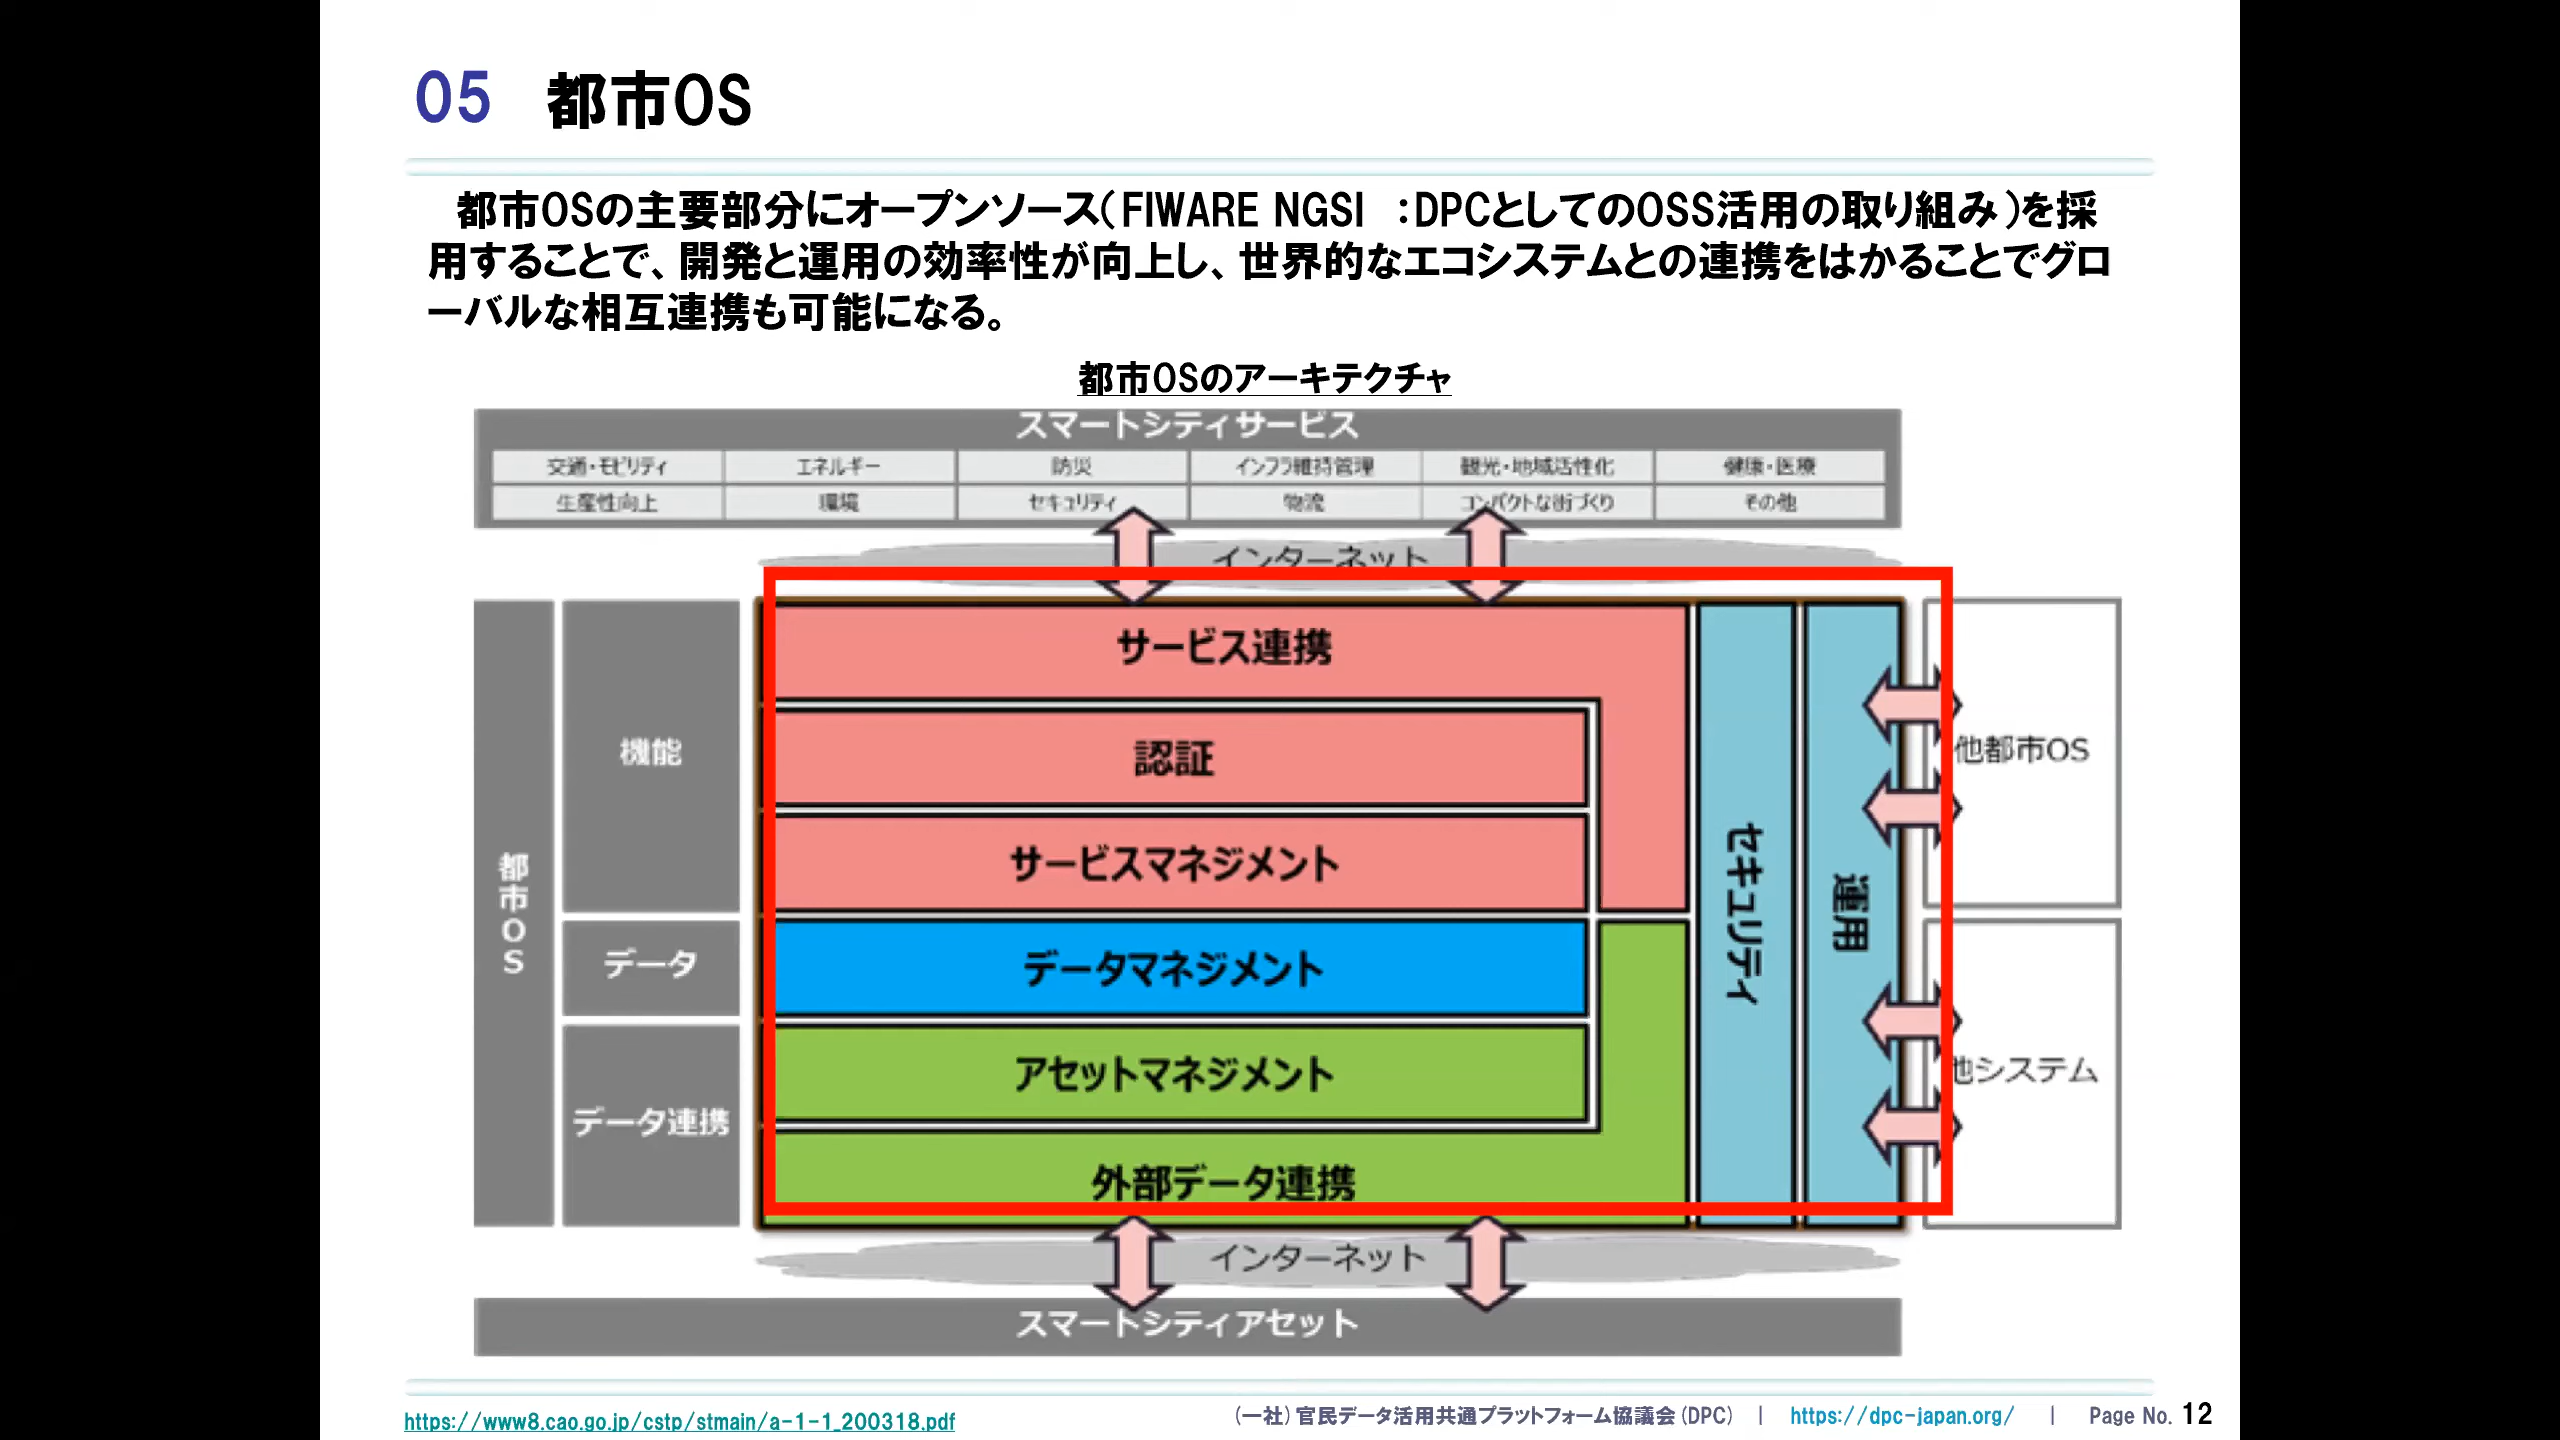 05 都市OS
都市OSの主要部分にオープンソース(FIWARE NGSI :DPCとしてのOSS活用の取り組み)を採
用することで、開発と運用の効率性が向上し、世界的なエコシステムとの連携をはかることでグロ
ーバルな相互連携も可能になる。
都市OSのアーキテクチャ
スマートシティサービス
交通・モビリティ エネルギー 防災 インフラ維持管理 観光・地域活性化 健康・医療
生産性向上 環境 セキュリティ 物流 コンパクトな街づくり その他
インターネット
都市OS
機能
サービス連携
認証
サービスマネジメント
データ
データマネジメント
データ連携
アセットマネジメント
外部データ連携
セキュリティ
運用
他都市OS
他システム
インターネット
スマートシティアセット
https://www8.cao.go.jp/cstp/stmain/a-1-1_200318.pdf
(一社)官民データ活用共通プラットフォーム協議会(DPC) | https://dpc-japan.org/ | Page No. 12